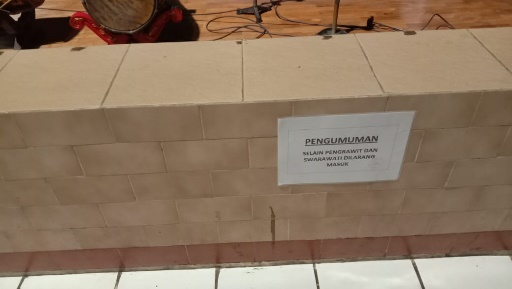 PENGUMUMAN
SELAIN PENGRAWIT DAN
SWARAWATI DILARANG
MASUK